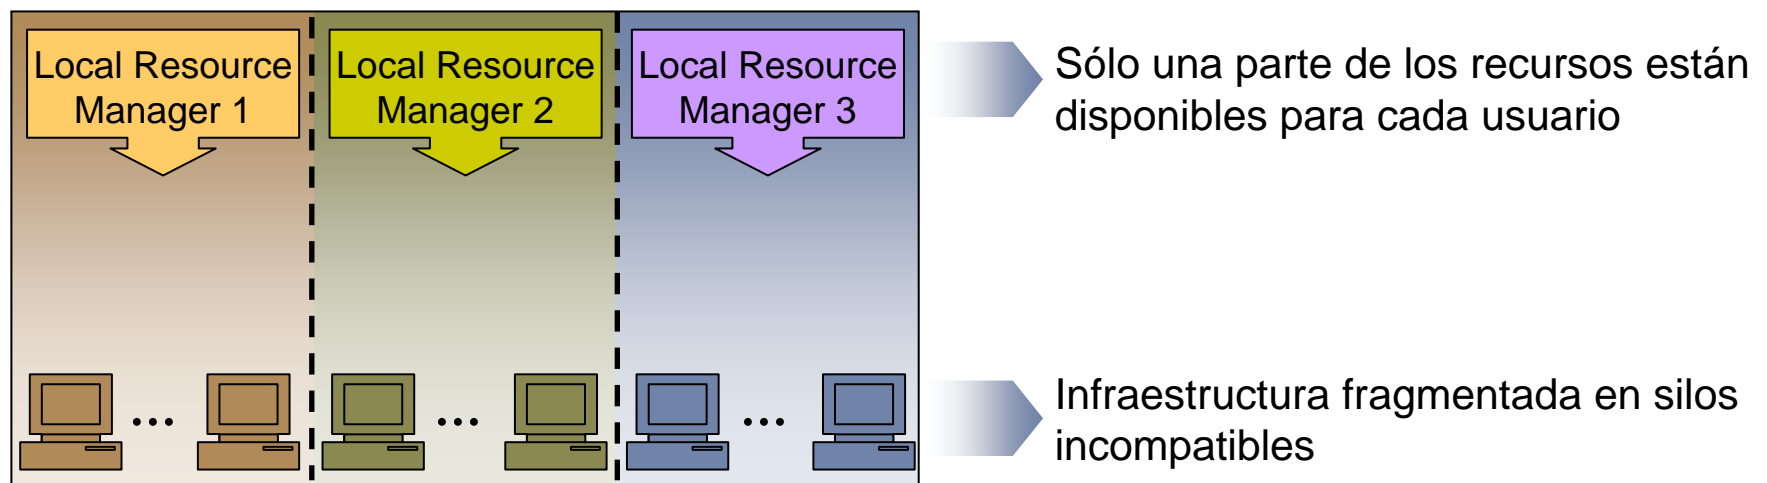 Local Resource
Manager 1
Local Resource
Manager 2
Local Resource
Manager 3
Sólo una parte de los recursos están
disponibles para cada usuario
...
...
...
Infraestructura fragmentada en silos
incompatibles